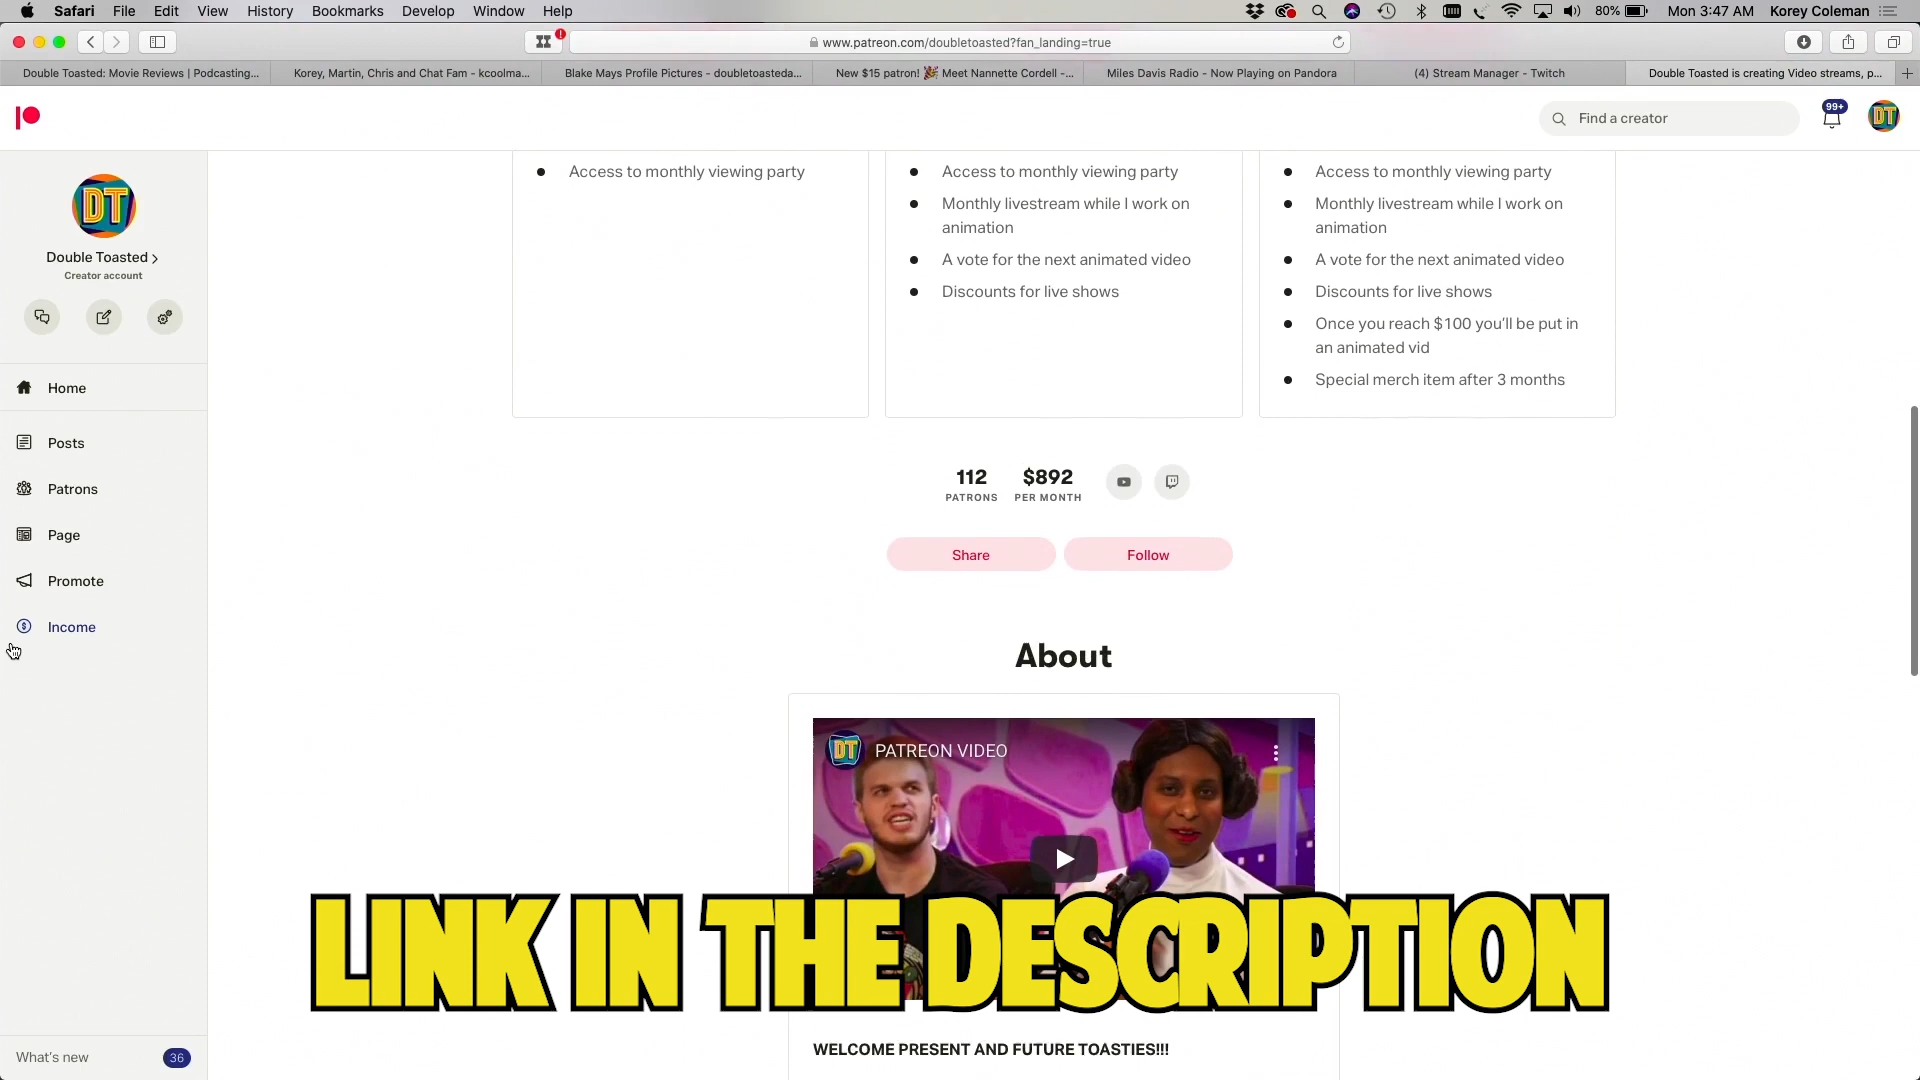 Safari File Edit View History Bookmarks Develop Window Help 80% Mon 3:47 AM Korey Coleman
www.patreon.com/doubletoasted?fan_landing=true
Double Toasted: Movie Reviews | Podcasting...
Korey, Martin, Chris and Chat Fam - kcoolma...
Blake Mays Profile Pictures - doubletoasteda...
New $15 patron! 🎉 Meet Nannette Cordell -...
Miles Davis Radio - Now Playing on Pandora
(4) Stream Manager - Twitch
Double Toasted is creating Video streams, p...
Find a creator
99+
DT
DT
Double Toasted
Creator account
Home
Posts
Patrons
Page
Promote
Income
What's new 36
Access to monthly viewing party
Access to monthly viewing party
Monthly livestream while I work on
animation
A vote for the next animated video
Discounts for live shows
Access to monthly viewing party
Monthly livestream while I work on
animation
A vote for the next animated video
Discounts for live shows
Once you reach $100 you'll be put in
an animated vid
Special merch item after 3 months
112 $892
PATRONS PER MONTH
Share Follow
About
DT PATREON VIDEO
LINK IN THE DESCRIPTION
WELCOME PRESENT AND FUTURE TOASTIES!!!